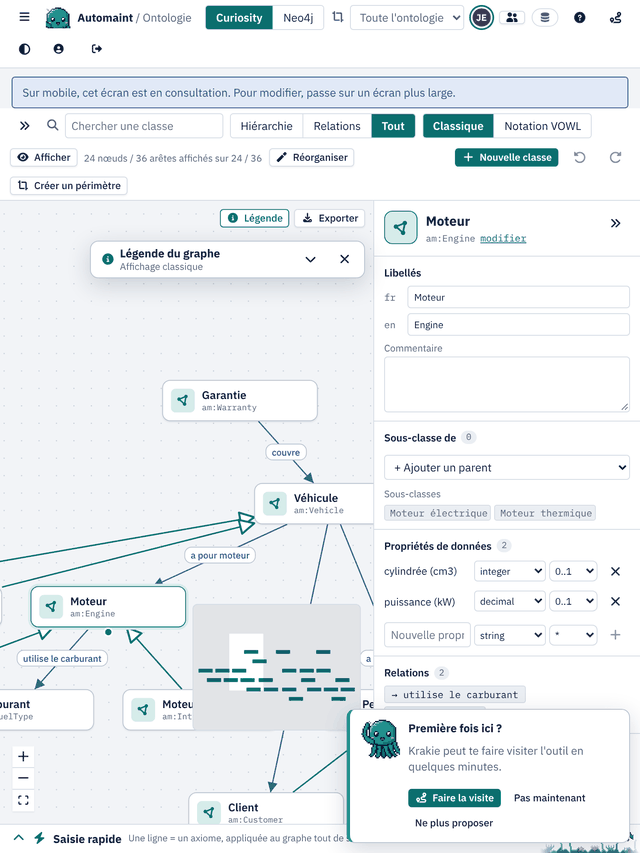 Automaint / Ontologie
Curiosity
Neo4j
Toute l'ontologie
JE
Sur mobile, cet écran est en consultation. Pour modifier, passe sur un écran plus large.
Chercher une classe
Hiérarchie
Relations
Tout
Classique
Notation VOWL
Afficher
24 nœuds / 36 arêtes affichés sur 24 / 36
Réorganiser
Nouvelle classe
Créer un périmètre
Légende
Exporter
Légende du graphe
Affichage classique
Garantie
am:Warranty
couvre
Véhicule
am:Vehicle
a pour moteur
Moteur
am:Engine
utilise le carburant
a
burant
uelType
Moteu
am:Int
Pe
Client
am:Customer
Moteur
am:Engine modifier
Libellés
fr
Moteur
en
Engine
Commentaire
Sous-classe de 0
+ Ajouter un parent
Sous-classes
Moteur électrique
Moteur thermique
Propriétés de données 2
cylindrée (cm3)
integer
0..1
puissance (kW)
decimal
0..1
Nouvelle propi
string
*
Relations 2
→ utilise le carburant
Première fois ici ?
Krakie peut te faire visiter l'outil en
quelques minutes.
Faire la visite
Pas maintenant
Ne plus proposer
Saisie rapide
Une ligne = un axiome, appliquée au graphe tout de s